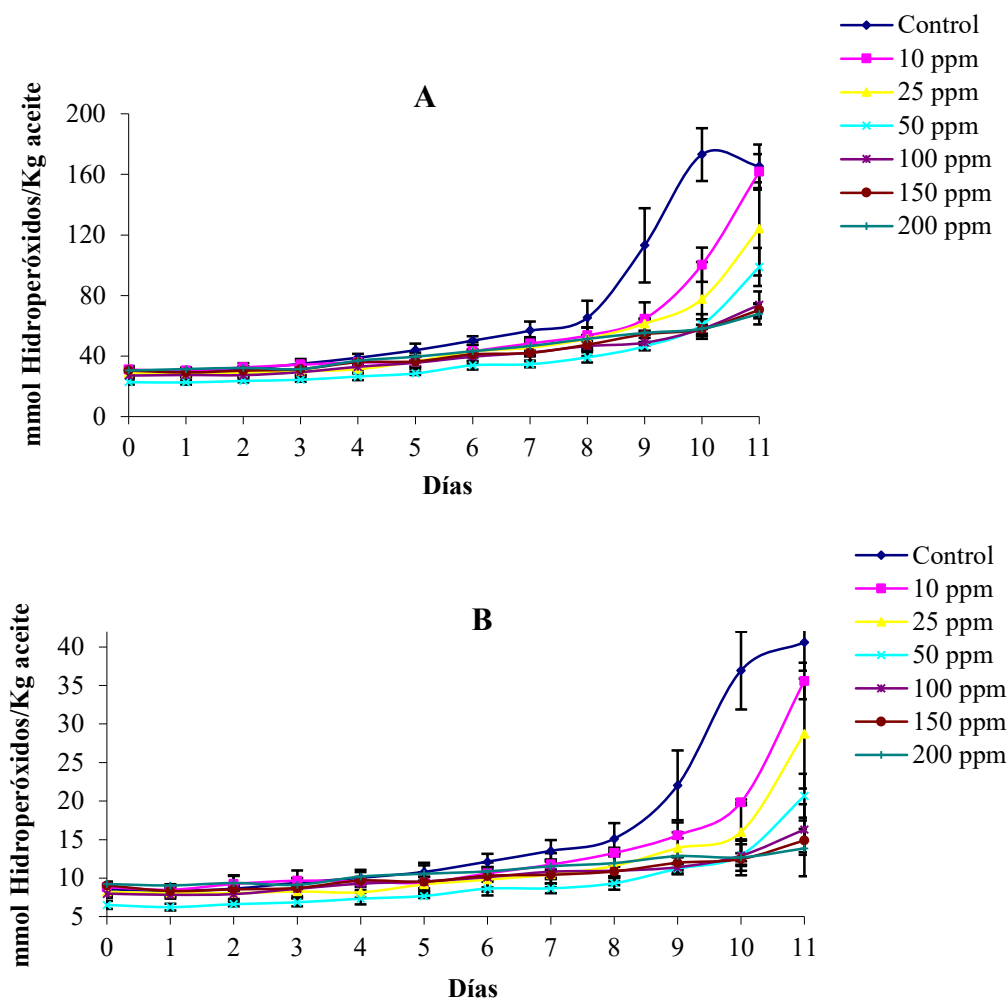 Control
10 ppm
25 ppm
50 ppm
100 ppm
150 ppm
200 ppm
A
mmol Hidroperóxidos/Kg aceite
200
160
120
80
40
0
0 1 2 3 4 5 6 7 8 9 10 11
Días
Control
10 ppm
25 ppm
50 ppm
100 ppm
150 ppm
200 ppm
B
mmol Hidroperóxidos/Kg aceite
40
35
30
25
20
15
10
5
0 1 2 3 4 5 6 7 8 9 10 11
Días